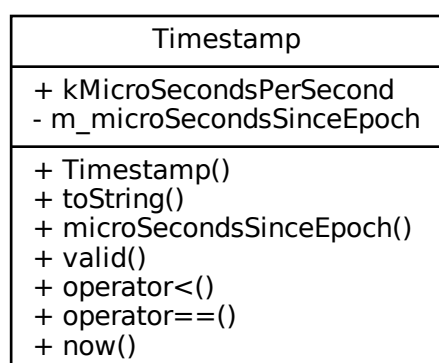 Timestamp
+ kMicroSecondsPerSecond
- m_microSecondsSinceEpoch
+ Timestamp()
+ toString()
+ microSecondsSinceEpoch()
+ valid()
+ operator<()
+ operator==()
+ now()